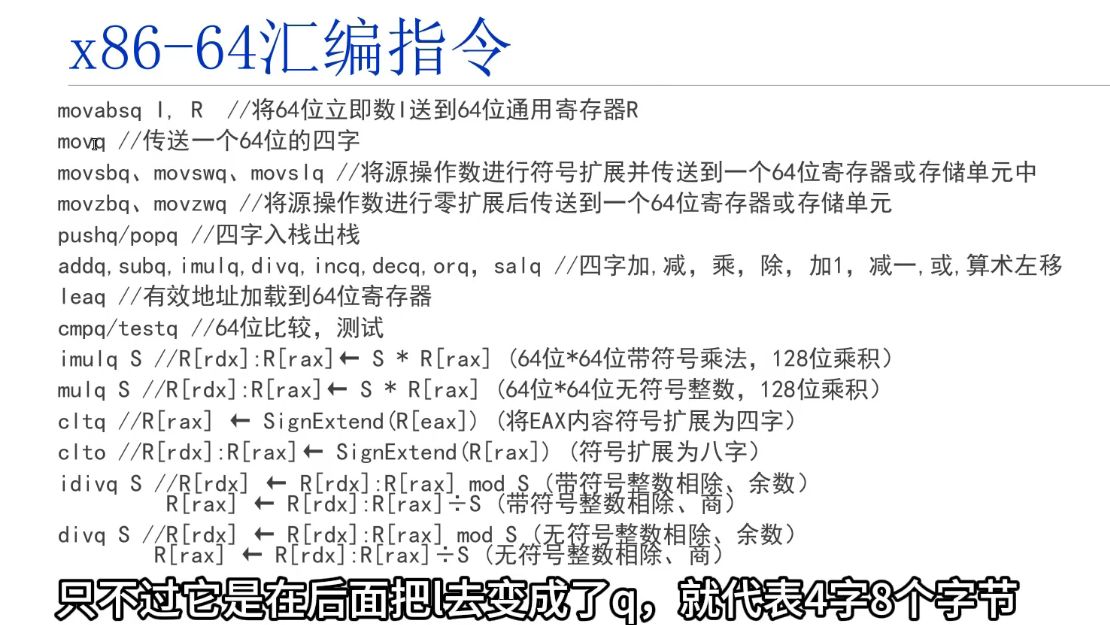 x86-64汇编指令
movabsq I, R //将64位立即数I送到64位通用寄存器R
movq //传送一个64位的四字
movsbq、movswq、movslq //将源操作数进行符号扩展并传送到一个64位寄存器或存储单元中
movzbq、movzwq //将源操作数进行零扩展后传送到一个64位寄存器或存储单元
pushq/popq //四字入栈出栈
addq,subq,imulq,divq,incq,decq,orq, salq //四字加,减,乘,除,加1,减一,或,算术左移
leaq //有效地址加载到64位寄存器
cmpq/testq //64位比较,测试
imulq S //R[rdx]:R[rax]← S * R[rax] (64位*64位带符号乘法,128位乘积)
mulq S //R[rdx]:R[rax]← S * R[rax] (64位*64位无符号整数,128位乘积)
cltq //R[rax] ← SignExtend(R[eax]) (将EAX内容符号扩展为四字)
clto //R[rdx]:R[rax]← SignExtend(R[rax]) (符号扩展为八字)
idivq S //R[rdx] ← R[rdx]:R[rax] mod S (带符号整数相除、余数)
R[rax] ← R[rdx]:R[rax]÷S (带符号整数相除、商)
divq S //R[rdx] ← R[rdx]:R[rax] mod S (无符号整数相除、余数)
R[rax] ← R[rdx]:R[rax]÷S (无符号整数相除、商)
只不过它是在后面把l去变成了q，就代表4字8个字节